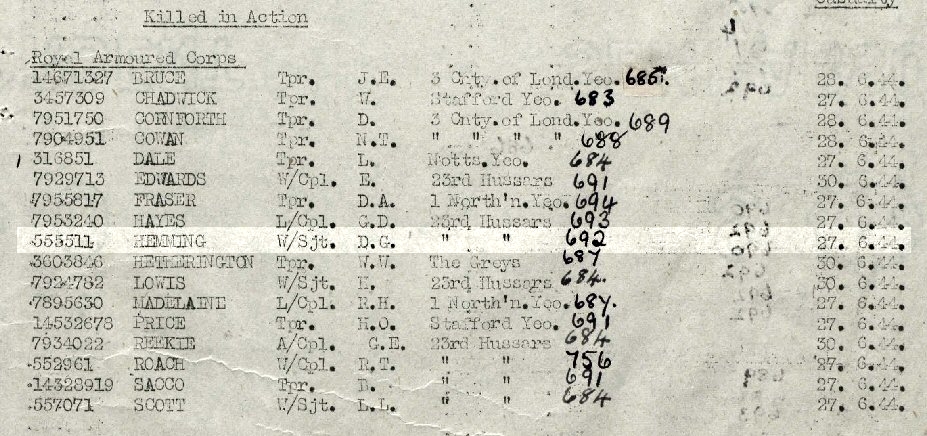 Casualty
Killed in Action
Royal Armoured Corps
14671327 BRUCE Tpr. J.E. 3 Cnty.of Lond.Yeo. 28. 6.44.
3457309 CHADWICK Tpr. W. Stafford Yeo. 683 27. 6.44.
7951750 CORNFORTH Tpr. D. 3 Cnty.of Lond.Yeo. 689 28. 6.44.
7904951 COWAN Tpr. N.T. " " " " 688 28. 6.44.
316851 DALE Tpr. L. Notts.Yeo. 684 27. 6.44.
7929713 EDWARDS W/Cpl. E. 23rd Hussars 691 30. 6.44.
7955817 FRASER Tpr. D.A. 1 North'n.Yeo. 694 27. 6.44.
7953240 HAYES L/Cpl. G.D. 23rd Hussars 693 27. 6.44.
555511 HEMMING W/Sjt. D.G. " " 692 27. 6.44.
3603846 HETHERINGTON Tpr. W.W. The Greys 687 30. 6.44.
7924782 LOWIS W/Sjt. 23rd Hussars 684. 30. 6.44.
7895630 MADELAINE L/Cpl. R.H. 1 North'n.Yeo. 687. 27. 6.44.
14532678 PRICE Tpr. H.O. Stafford Yeo. 691 27. 6.44.
7934022 REEKIE A/Cpl. G.E. 23rd Hussars 684 30. 6.44.
552961 ROACH W/Cpl. R.T. " " 756 27. 6.44.
14328919 SACCO Tpr. D. " " 691 27. 6.44.
557071 SCOTT W/Sjt. L.L. " " 684 27. 6.44.